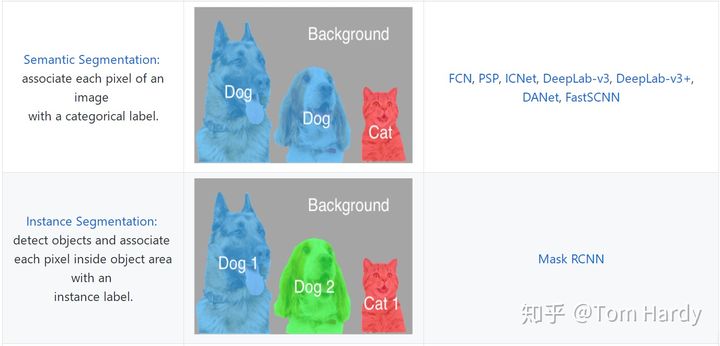 Semantic Segmentation:
associate each pixel of an
image
with a categorical label.
Background
Dog
Dog
Cat
FCN, PSP, ICNet, DeepLab-v3, DeepLab-v3+,
DANet, FastSCNN
Instance Segmentation:
detect objects and associate
each pixel inside object area
with an
instance label.
Background
Dog 1
Dog 2
Cat 1
Mask RCNN
知乎 @Tom Hardy